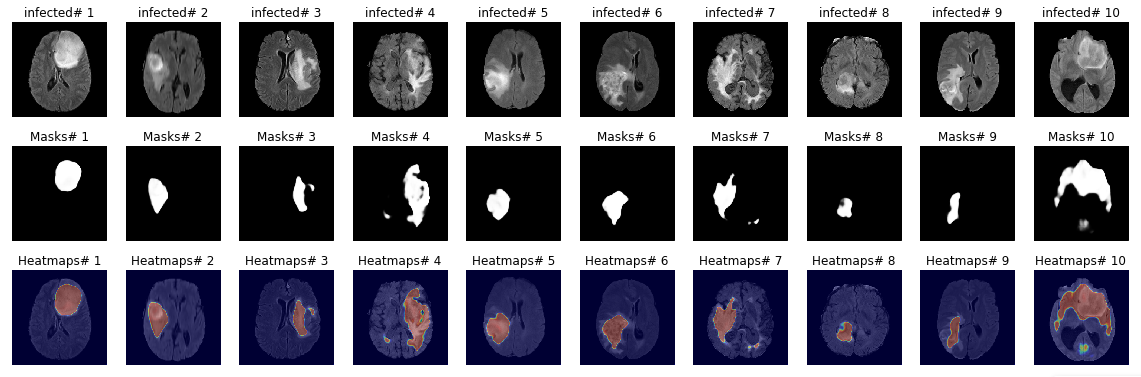 infected# 1 infected# 2 infected# 3 infected# 4 infected# 5 infected# 6 infected# 7 infected# 8 infected# 9 infected# 10
Masks# 1 Masks# 2 Masks# 3 Masks# 4 Masks# 5 Masks# 6 Masks# 7 Masks# 8 Masks# 9 Masks# 10
Heatmaps# 1 Heatmaps# 2 Heatmaps# 3 Heatmaps# 4 Heatmaps# 5 Heatmaps# 6 Heatmaps# 7 Heatmaps# 8 Heatmaps# 9 Heatmaps# 10